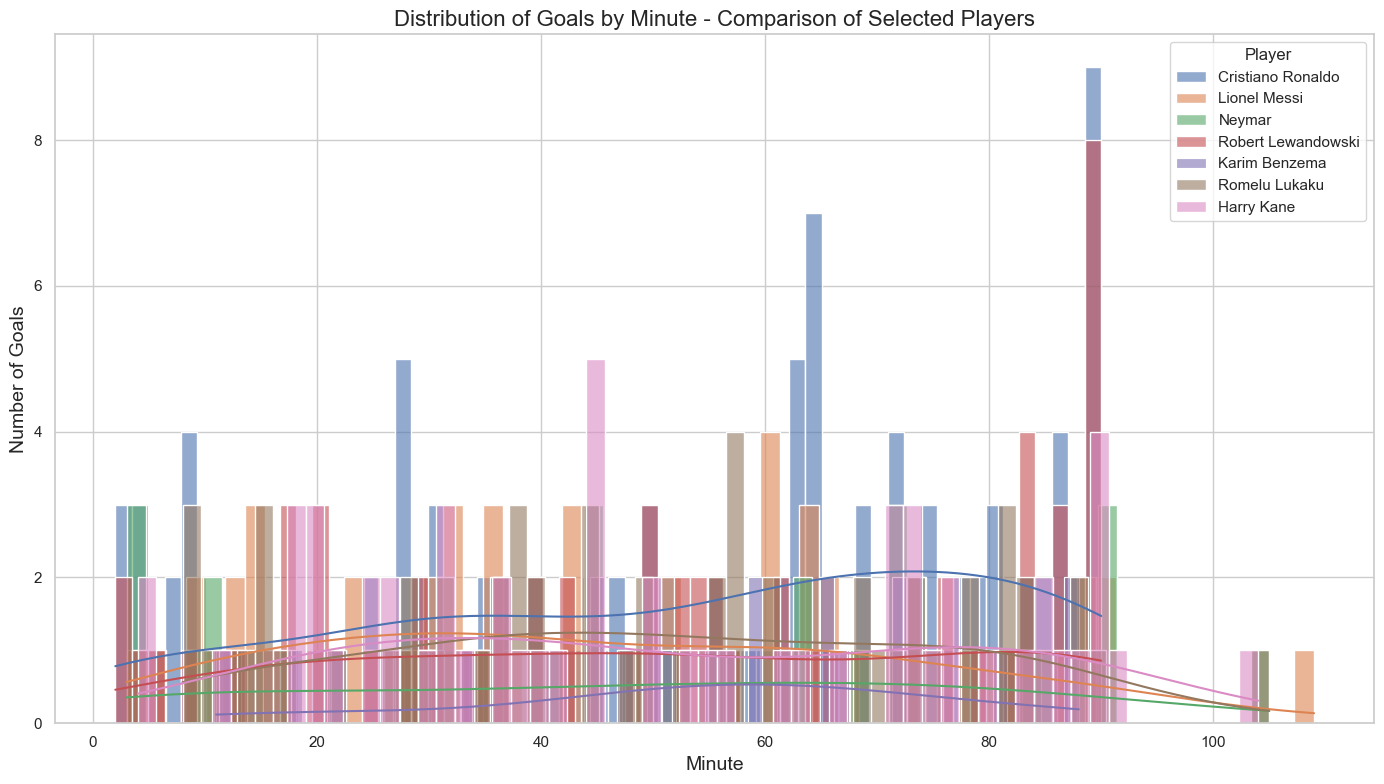 Distribution of Goals by Minute - Comparison of Selected Players
Number of Goals
8
6
4
2
0
0 20 40 60 80 100
Minute
Player
Cristiano Ronaldo
Lionel Messi
Neymar
Robert Lewandowski
Karim Benzema
Romelu Lukaku
Harry Kane